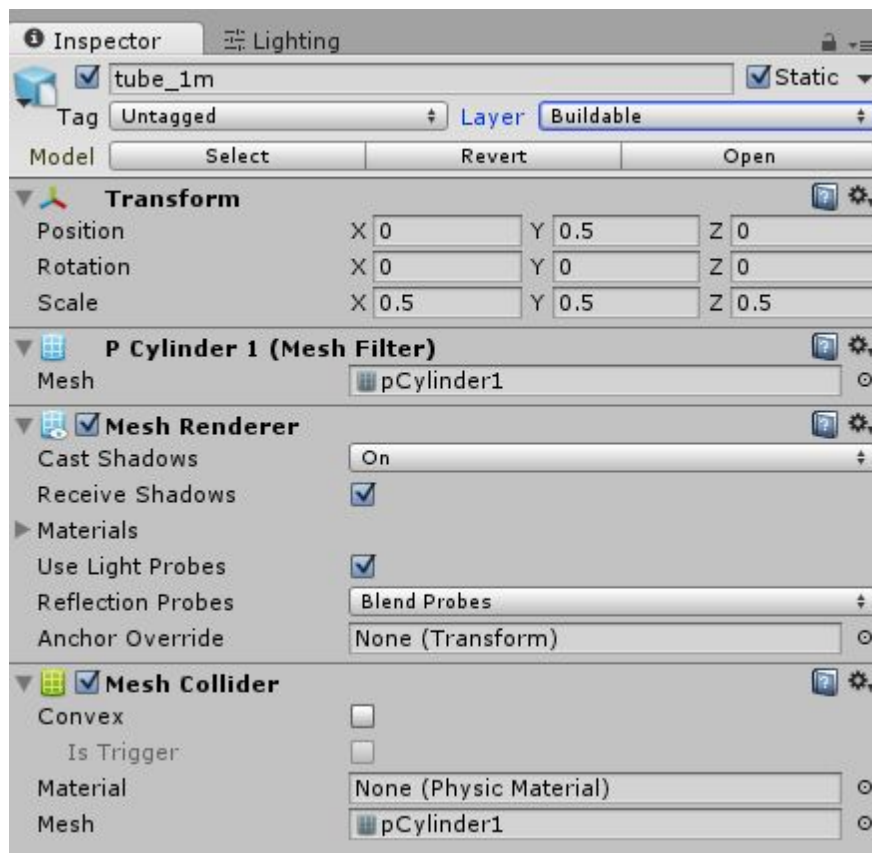 Inspector Lighting
tube_1m Static
Tag Untagged Layer Buildable
Model Select Revert Open
Transform
Position X 0 Y 0.5 Z 0
Rotation X 0 Y 0 Z 0
Scale X 0.5 Y 0.5 Z 0.5
P Cylinder 1 (Mesh Filter)
Mesh pCylinder1
Mesh Renderer
Cast Shadows On
Receive Shadows
Materials
Use Light Probes
Reflection Probes Blend Probes
Anchor Override None (Transform)
Mesh Collider
Convex
Is Trigger
Material None (Physic Material)
Mesh pCylinder1